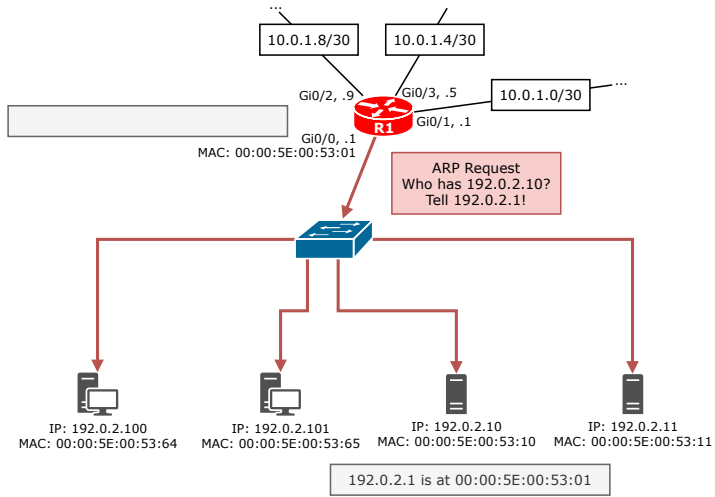 ...
10.0.1.8/30
10.0.1.4/30
...
10.0.1.0/30
Gi0/2, .9
Gi0/3, .5
Gi0/1, .1
R1
Gi0/0, .1
MAC: 00:00:5E:00:53:01
ARP Request
Who has 192.0.2.10?
Tell 192.0.2.1!
IP: 192.0.2.100
MAC: 00:00:5E:00:53:64
IP: 192.0.2.101
MAC: 00:00:5E:00:53:65
IP: 192.0.2.10
MAC: 00:00:5E:00:53:10
IP: 192.0.2.11
MAC: 00:00:5E:00:53:11
192.0.2.1 is at 00:00:5E:00:53:01